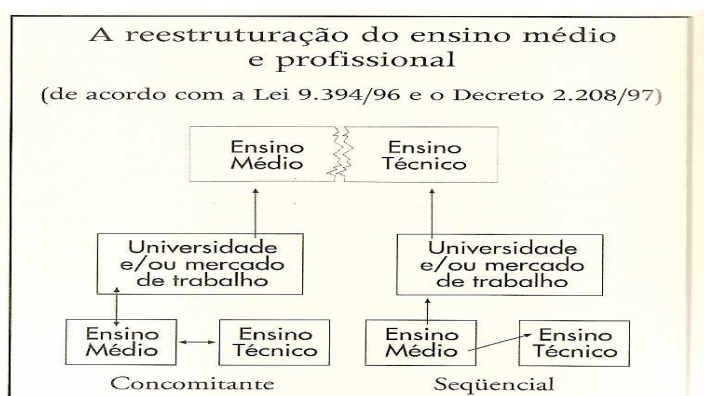 A reestruturação do ensino médio
e profissional
(de acordo com a Lei 9.394/96 e o Decreto 2.208/97)
Ensino
Médio
Ensino
Técnico
Universidade
e/ou mercado
de trabalho
Universidade
e/ou mercado
de trabalho
Ensino
Médio
Ensino
Técnico
Ensino
Médio
Ensino
Técnico
Concomitante
Seqüencial